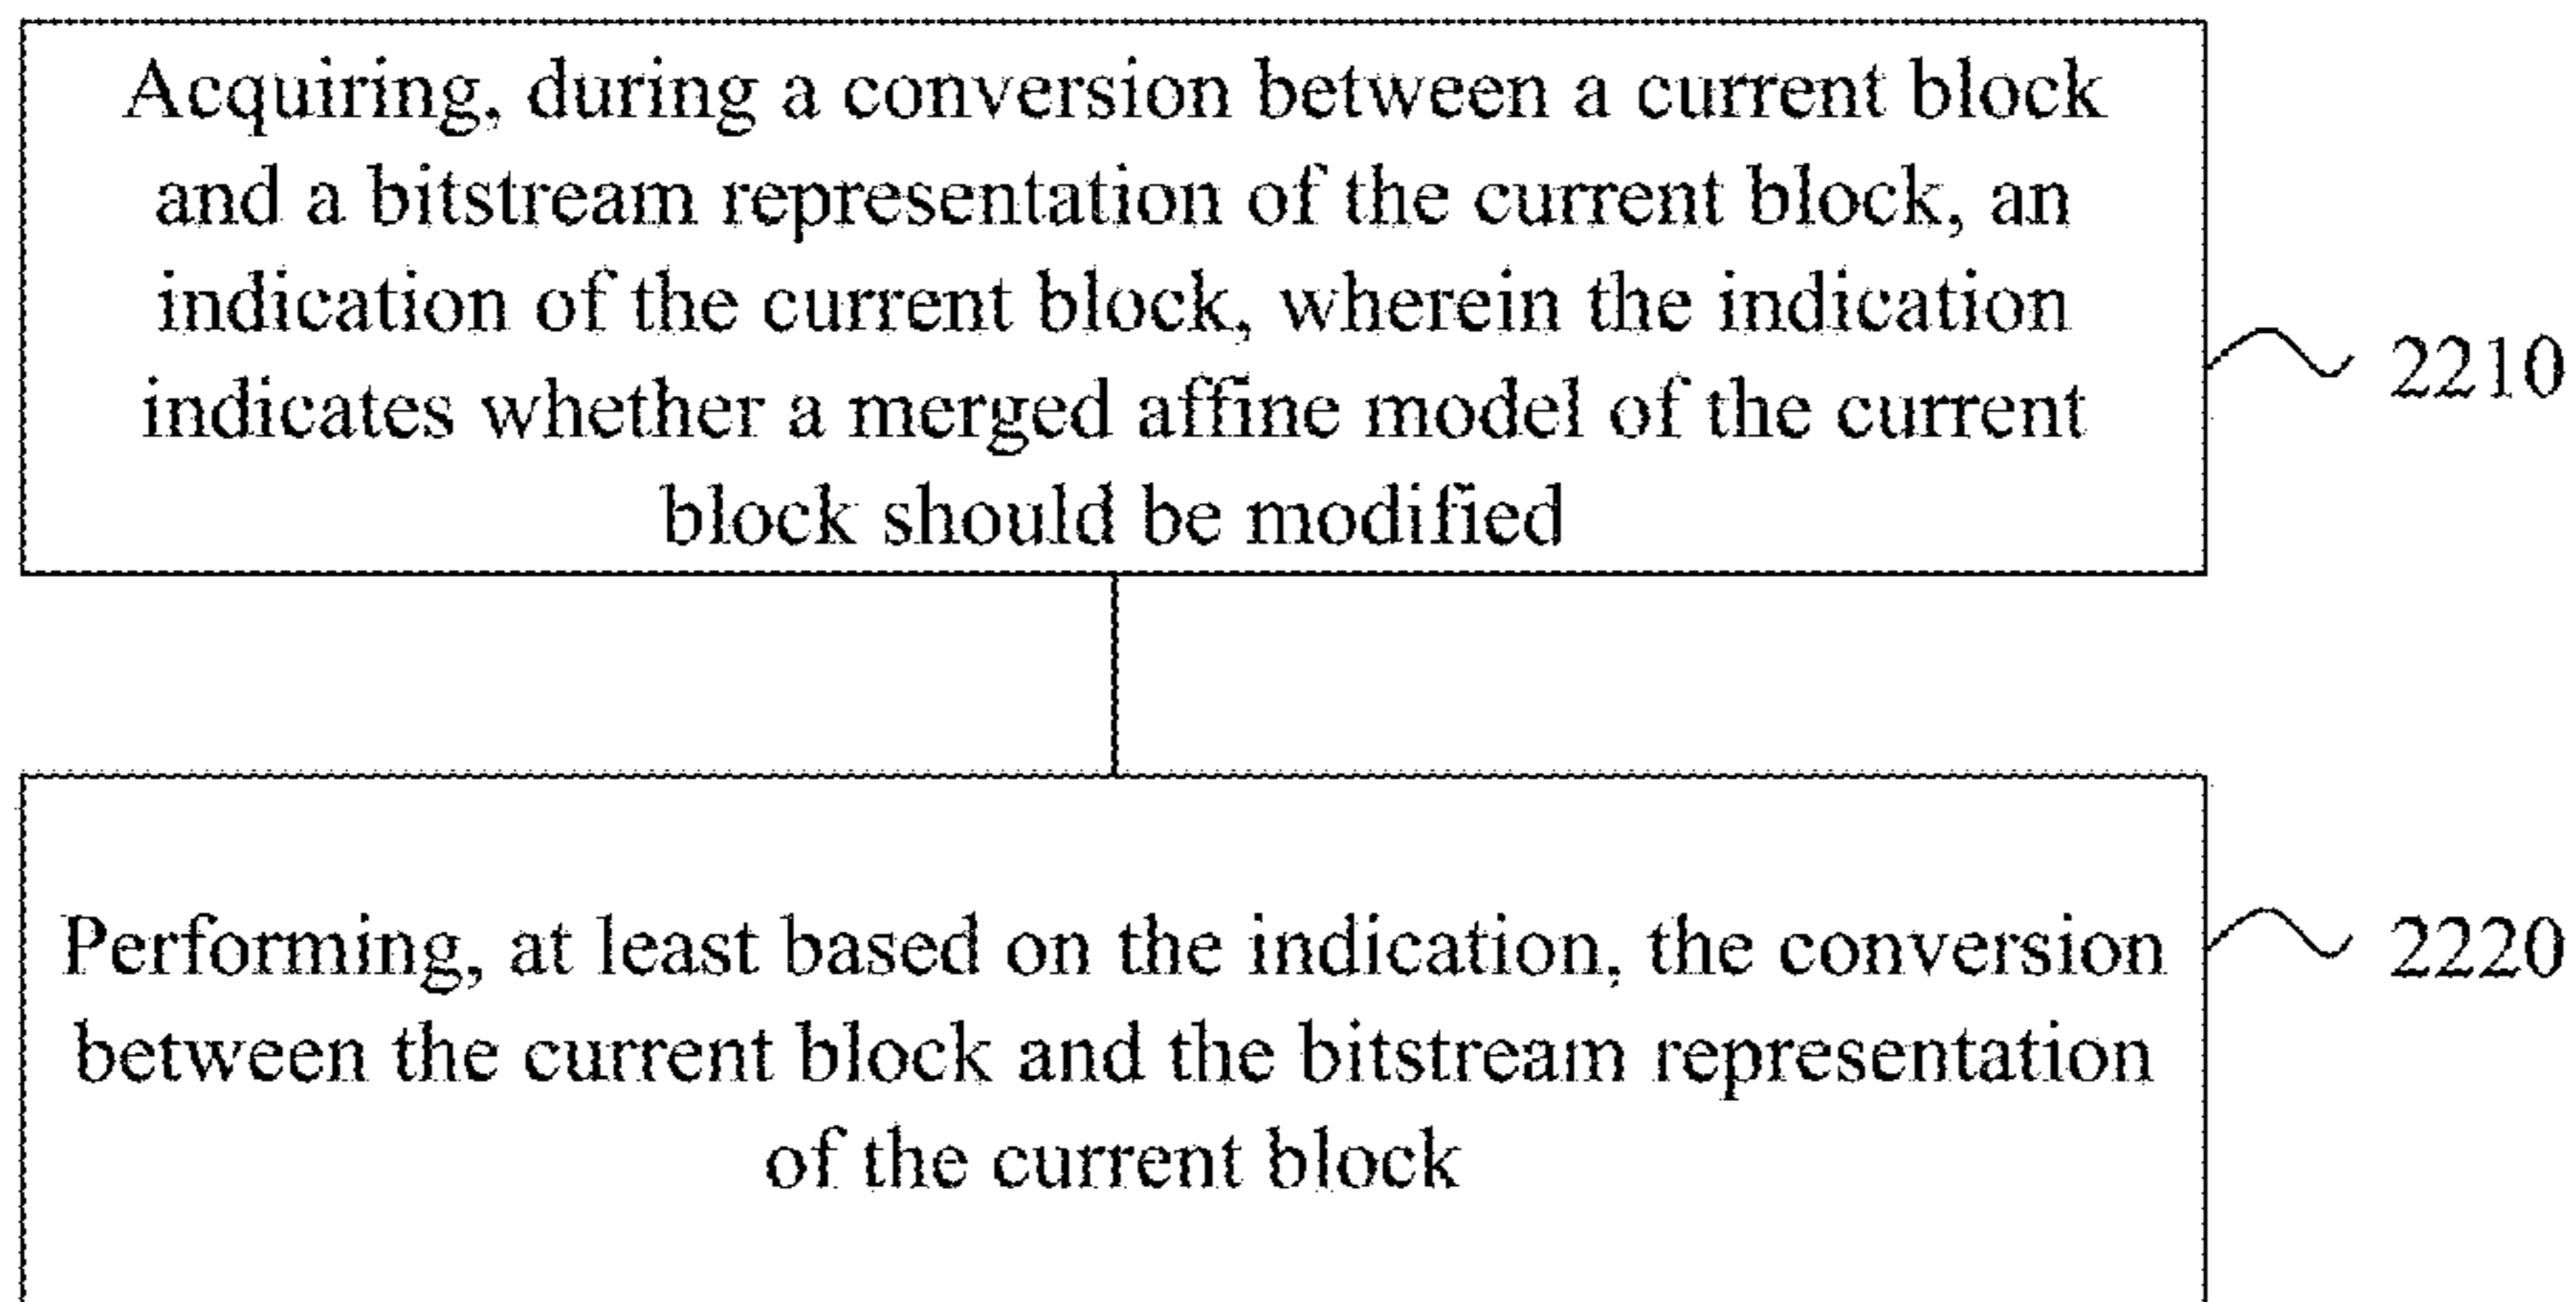 Acquiring, during a conversion between a current block
and a bitstream representation of the current block, an
indication of the current block, wherein the indication
indicates whether a merged affine model of the current
block should be modified
2210
Performing, at least based on the indication, the conversion
between the current block and the bitstream representation
of the current block
2220